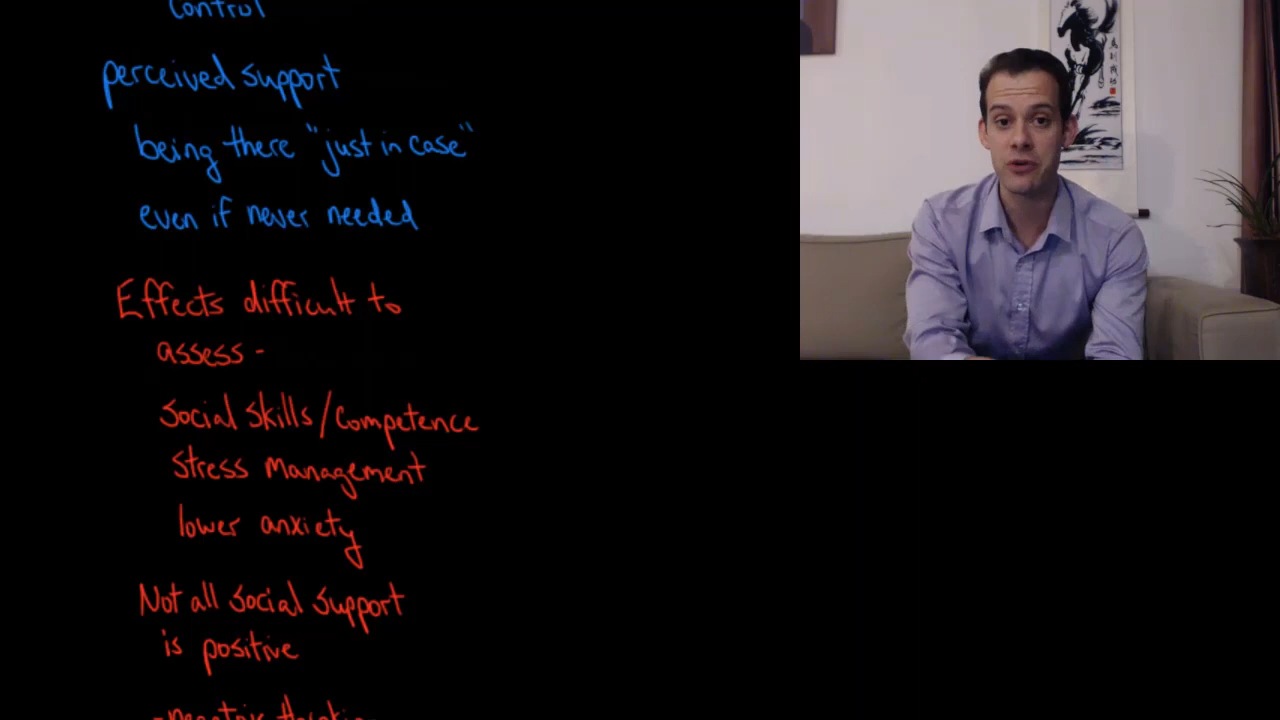 control
perceived support
being there "just in case"
even if never needed
Effects difficult to
assess -
Social Skills/Competence
Stress Management
lower anxiety
Not all social support
is positive